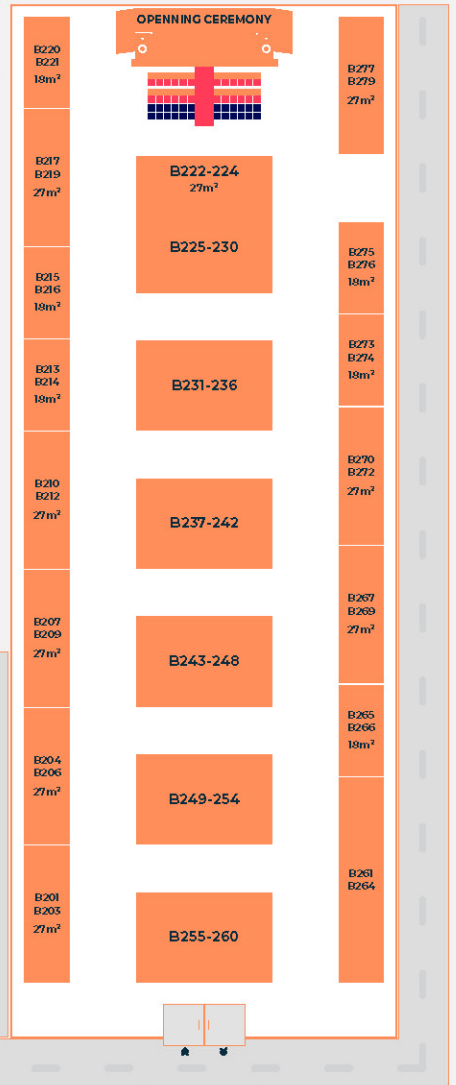 OPENNING CEREMONY
B220
B221
18m²
B217
B219
27m²
B215
B216
18m²
B213
B214
18m²
B210
B212
27m²
B207
B209
27m²
B204
B206
27m²
B201
B203
27m²
B222-224
27m²
B225-230
B231-236
B237-242
B243-248
B249-254
B255-260
B277
B279
27m²
B275
B276
18m²
B273
B274
18m²
B270
B272
27m²
B267
B269
27m²
B265
B266
18m²
B261
B264